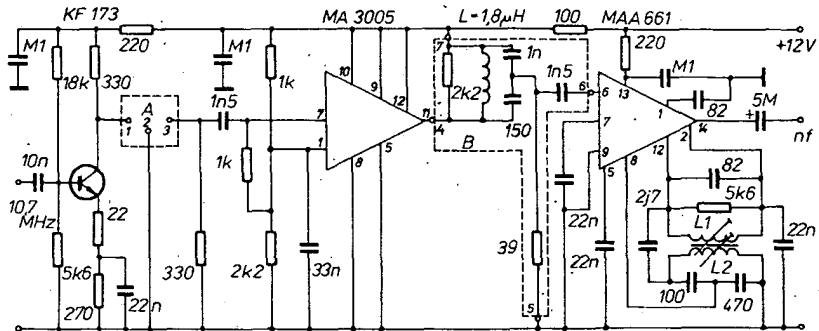 KF 173
MA 3005
L=1,8µH
100
MAA 661
220
220
+12V
M1
M1
M1
18k
330
1k
10
9
12
7
1n
2k2
1n5
13
82
5M
+
A
1 2 3
1n5
7
11
14
150
6
6
1
14
nf
B
7
2
12
1
9
5
8
10n
1k
8
5
82
10,7
MHz
22
22n
2j7
5k6
L1
22n
39
22n
L2
5k6
330
2k2
33n
100
470
270
22n
5